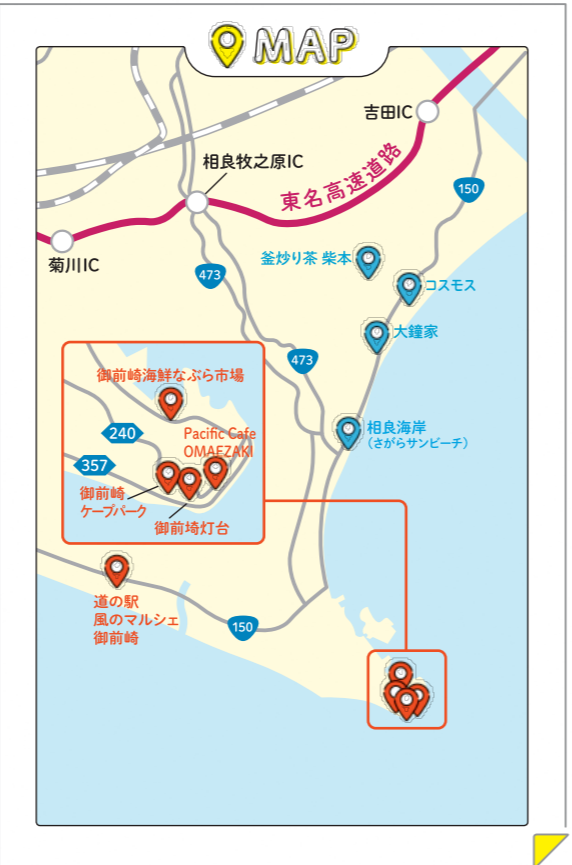 MAP
吉田IC
相良牧之原IC
東名高速道路
150
菊川IC
釜炒り茶 柴本
473
コスモス
大鐘家
473
御前崎海鮮なぶら市場
相良海岸
（さがらサンビーチ）
240
Pacific Cafe
OMAEZAKI
357
御前崎
ケープパーク
御前埼灯台
道の駅
風のマルシェ
御前崎
150